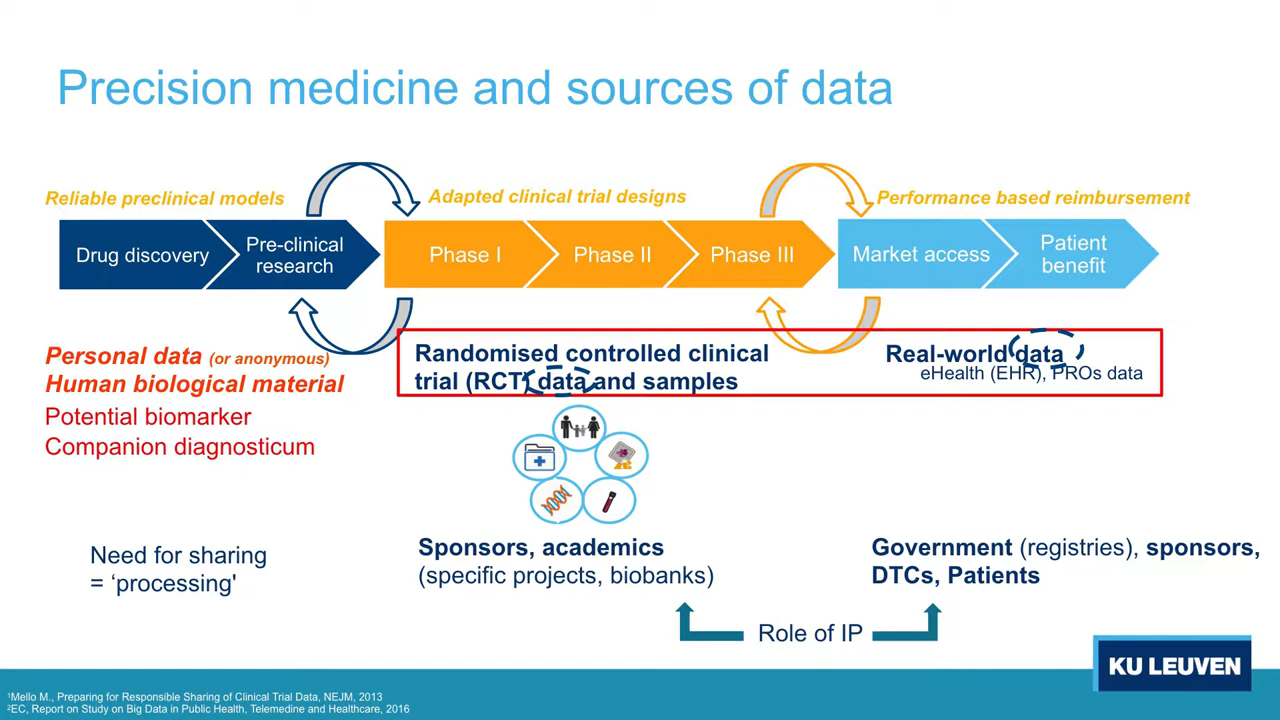 Precision medicine and sources of data
Reliable preclinical models
Adapted clinical trial designs
Performance based reimbursement
Drug discovery
Pre-clinical
research
Phase I
Phase II
Phase III
Market access
Patient
benefit
Personal data (or anonymous)
Human biological material
Potential biomarker
Companion diagnosticum
Randomised controlled clinical
trial (RCT) data and samples
Real-world data
eHealth (EHR), PROs data
Need for sharing
= ‘processing'
Sponsors, academics
(specific projects, biobanks)
Government (registries), sponsors,
DTCs, Patients
Role of IP
KU LEUVEN
¹Mello M., Preparing for Responsible Sharing of Clinical Trial Data, NEJM, 2013
²EC, Report on Study on Big Data in Public Health, Telemedine and Healthcare, 2016